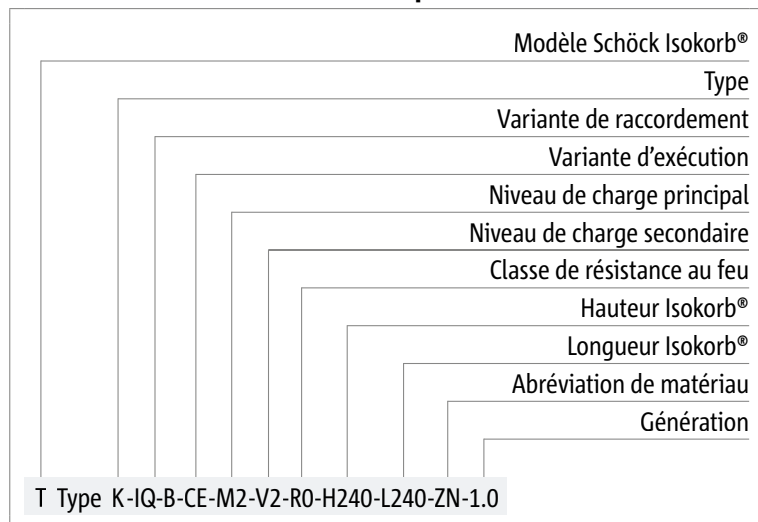 Modèle Schöck Isokorb®
Type
Variante de raccordement
Variante d'exécution
Niveau de charge principal
Niveau de charge secondaire
Classe de résistance au feu
Hauteur Isokorb®
Longueur Isokorb®
Abréviation de matériau
Génération
T Type K-IQ-B-CE-M2-V2-R0-H240-L240-ZN-1.0